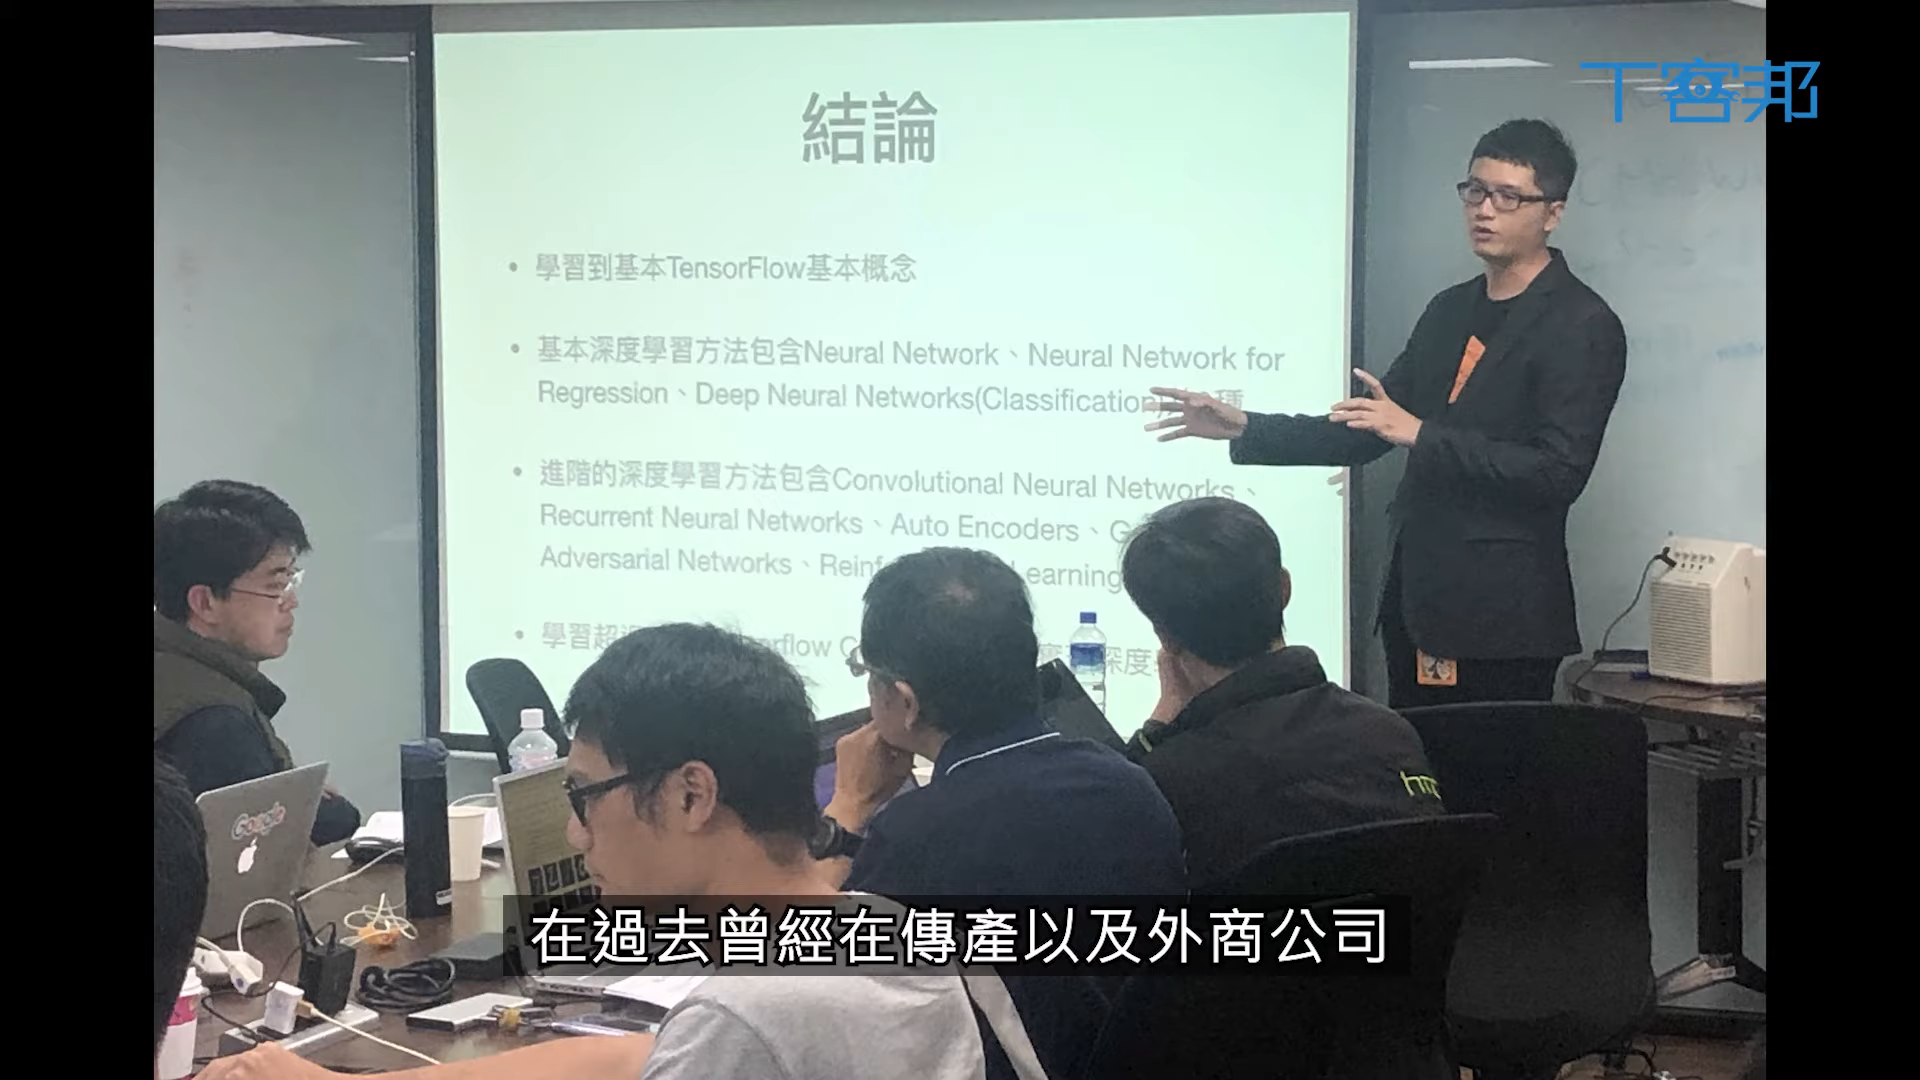 T客邦
結論
• 學習到基本TensorFlow基本概念
• 基本深度學習方法包含Neural Network、Neural Network for
Regression、Deep Neural Networks(Classification)
• 進階的深度學習方法包含Convolutional Neural Networks、
Recurrent Neural Networks、Auto Encoders、
Adversarial Networks、 Learning
• 學習 深度
Google
hTC
在過去曾經在傳產以及外商公司